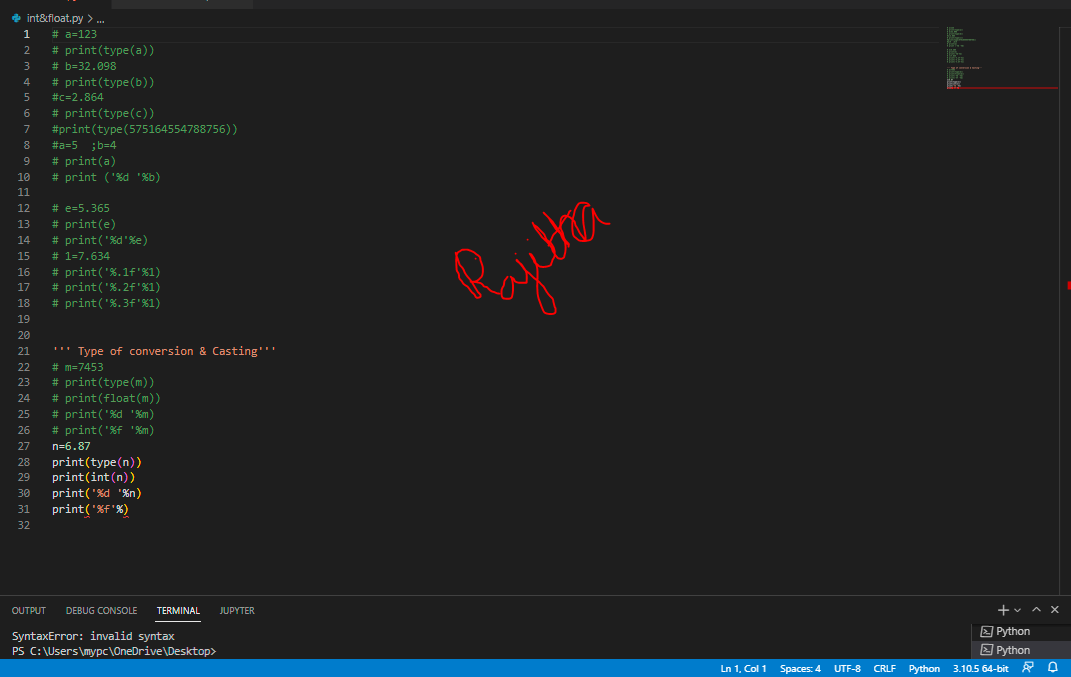 int&float.py > ...
1 # a=123
2 # print(type(a))
3 # b=32.098
4 # print(type(b))
5 #c=2.864
6 # print(type(c))
7 #print(type(575164554788756))
8 #a=5  ;b=4
9 # print(a)
10 # print ('%d '%b)
11
12 # e=5.365
13 # print(e)
14 # print('%d'%e)
15 # 1=7.634
16 # print('%.1f'%1)
17 # print('%.2f'%1)
18 # print('%.3f'%1)
19
20
21 ''' Type of conversion & Casting'''
22 # m=7453
23 # print(type(m))
24 # print(float(m))
25 # print('%d '%m)
26 # print('%f '%m)
27 n=6.87
28 print(type(n))
29 print(int(n))
30 print('%d '%n)
31 print('%f'%)
32
OUTPUT DEBUG CONSOLE TERMINAL JUPYTER
SyntaxError: invalid syntax
Python
PS C:\Users\mypc\OneDrive\Desktop>
Python
Ln 1, Col 1 Spaces: 4 UTF-8 CRLF Python 3.10.5 64-bit